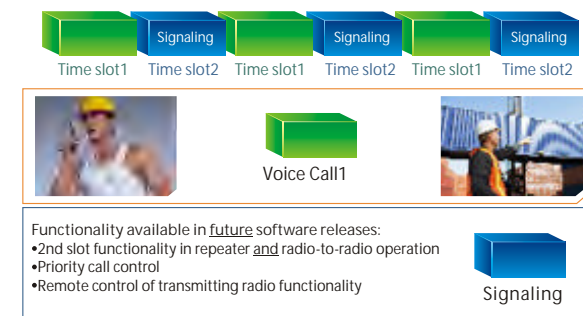 Signaling Signaling Signaling
Time slot1 Time slot2 Time slot1 Time slot2 Time slot1 Time slot2
Voice Call1
Functionality available in future software releases:
•2nd slot functionality in repeater and radio-to-radio operation
•Priority call control
•Remote control of transmitting radio functionality
Signaling